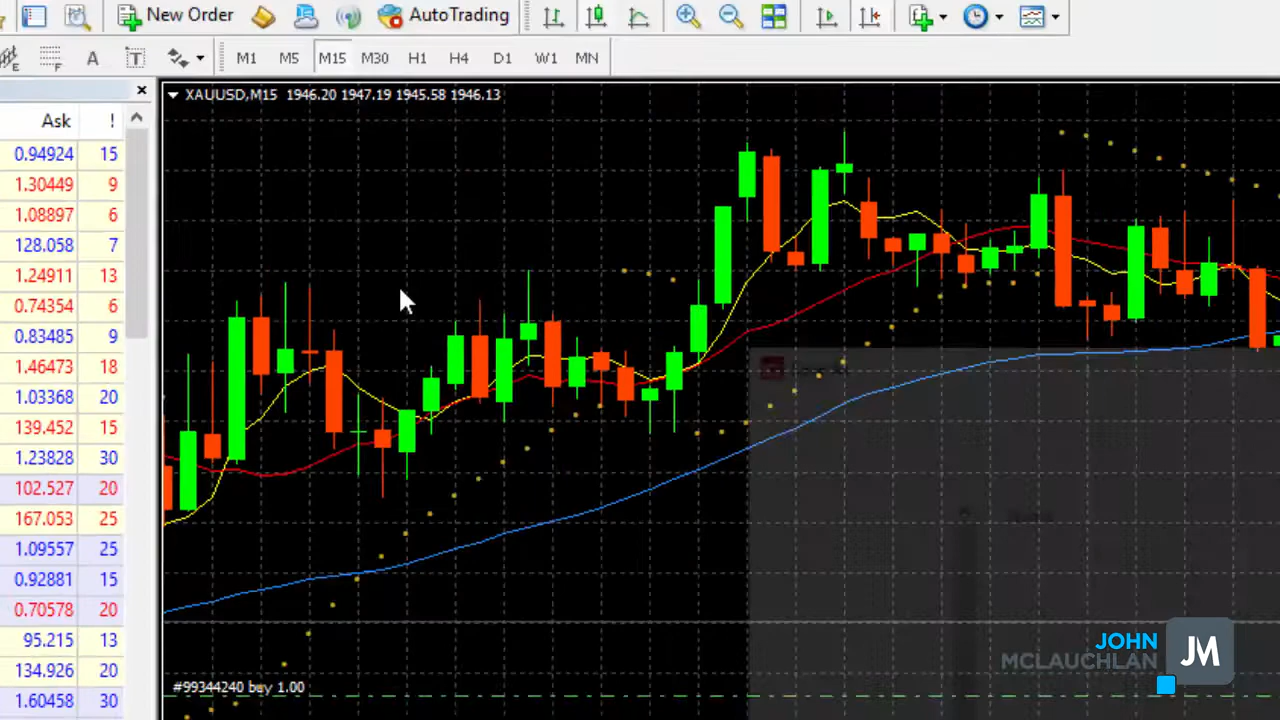 New Order
AutoTrading
E
F
A
T
M1 M5 M15 M30 H1 H4 D1 W1 MN
Ask !
0.94924 15
1.30449 9
1.08897 6
128.058 7
1.24911 13
0.74354 6
0.83485 9
1.46473 18
1.03368 20
139.452 15
1.23828 30
102.527 20
167.053 25
1.09557 25
0.92881 15
0.70578 20
95.215 13
134.926 20
1.60458 30
XAUUSD,M15 1946.20 1947.19 1945.58 1946.13
#99344240 buy 1.00
JOHN
MCLAUCHLAN
JM